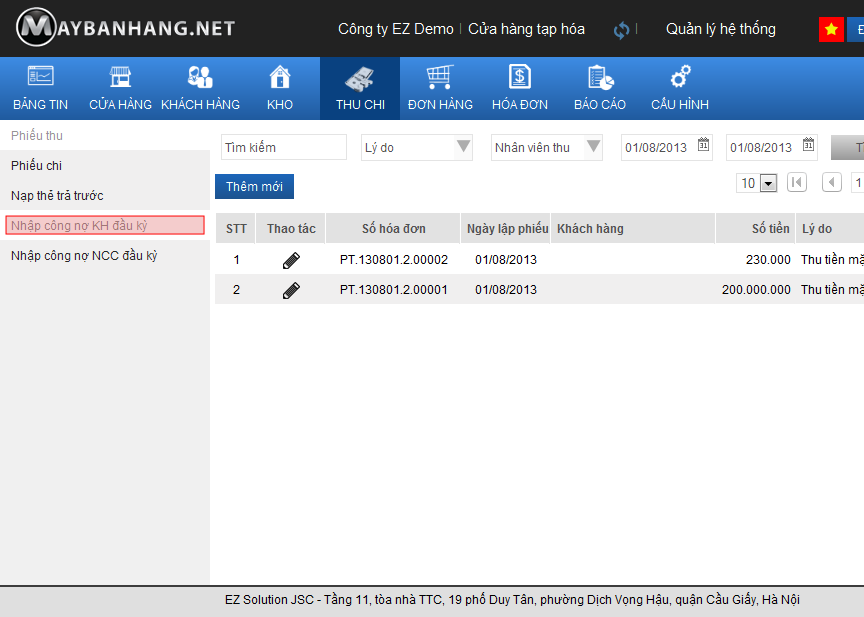 MAYBANHANG.NET Công ty EZ Demo Cửa hàng tạp hóa Quản lý hệ thống
BẢNG TIN CỬA HÀNG KHÁCH HÀNG KHO THU CHI ĐƠN HÀNG HÓA ĐƠN BÁO CÁO CẤU HÌNH
Phiếu thu
Phiếu chi
Nạp thẻ trả trước
Nhập công nợ KH đầu kỳ
Nhập công nợ NCC đầu kỳ
Tìm kiếm Lý do Nhân viên thu 01/08/2013 01/08/2013
Thêm mới 10 1
STT Thao tác Số hóa đơn Ngày lập phiếu Khách hàng Số tiền Lý do
1 PT.130801.2.00002 01/08/2013 230.000 Thu tiền
2 PT.130801.2.00001 01/08/2013 200.000.000 Thu tiền
EZ Solution JSC - Tầng 11, tòa nhà TTC, 19 phố Duy Tân, phường Dịch Vọng Hậu, quận Cầu Giấy, Hà Nội